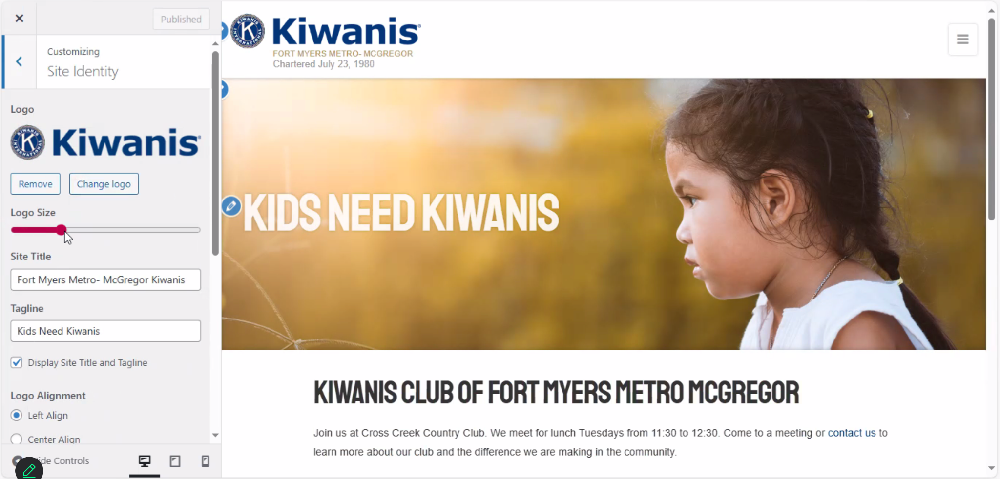 Published
Customizing
Site Identity
Logo
KIWANIS
K
INTERNATIONAL
Kiwanis®
Remove
Change logo
Logo Size
Site Title
Fort Myers Metro- McGregor Kiwanis
Tagline
Kids Need Kiwanis
Display Site Title and Tagline
Logo Alignment
Left Align
Center Align
ide Controls
KIWANIS
K
INTERNATIONAL
Kiwanis®
FORT MYERS METRO- MCGREGOR
Chartered July 23, 1980
KIDS NEED KIWANIS
KIWANIS CLUB OF FORT MYERS METRO MCGREGOR
Join us at Cross Creek Country Club. We meet for lunch Tuesdays from 11:30 to 12:30. Come to a meeting or contact us to
learn more about our club and the difference we are making in the community.